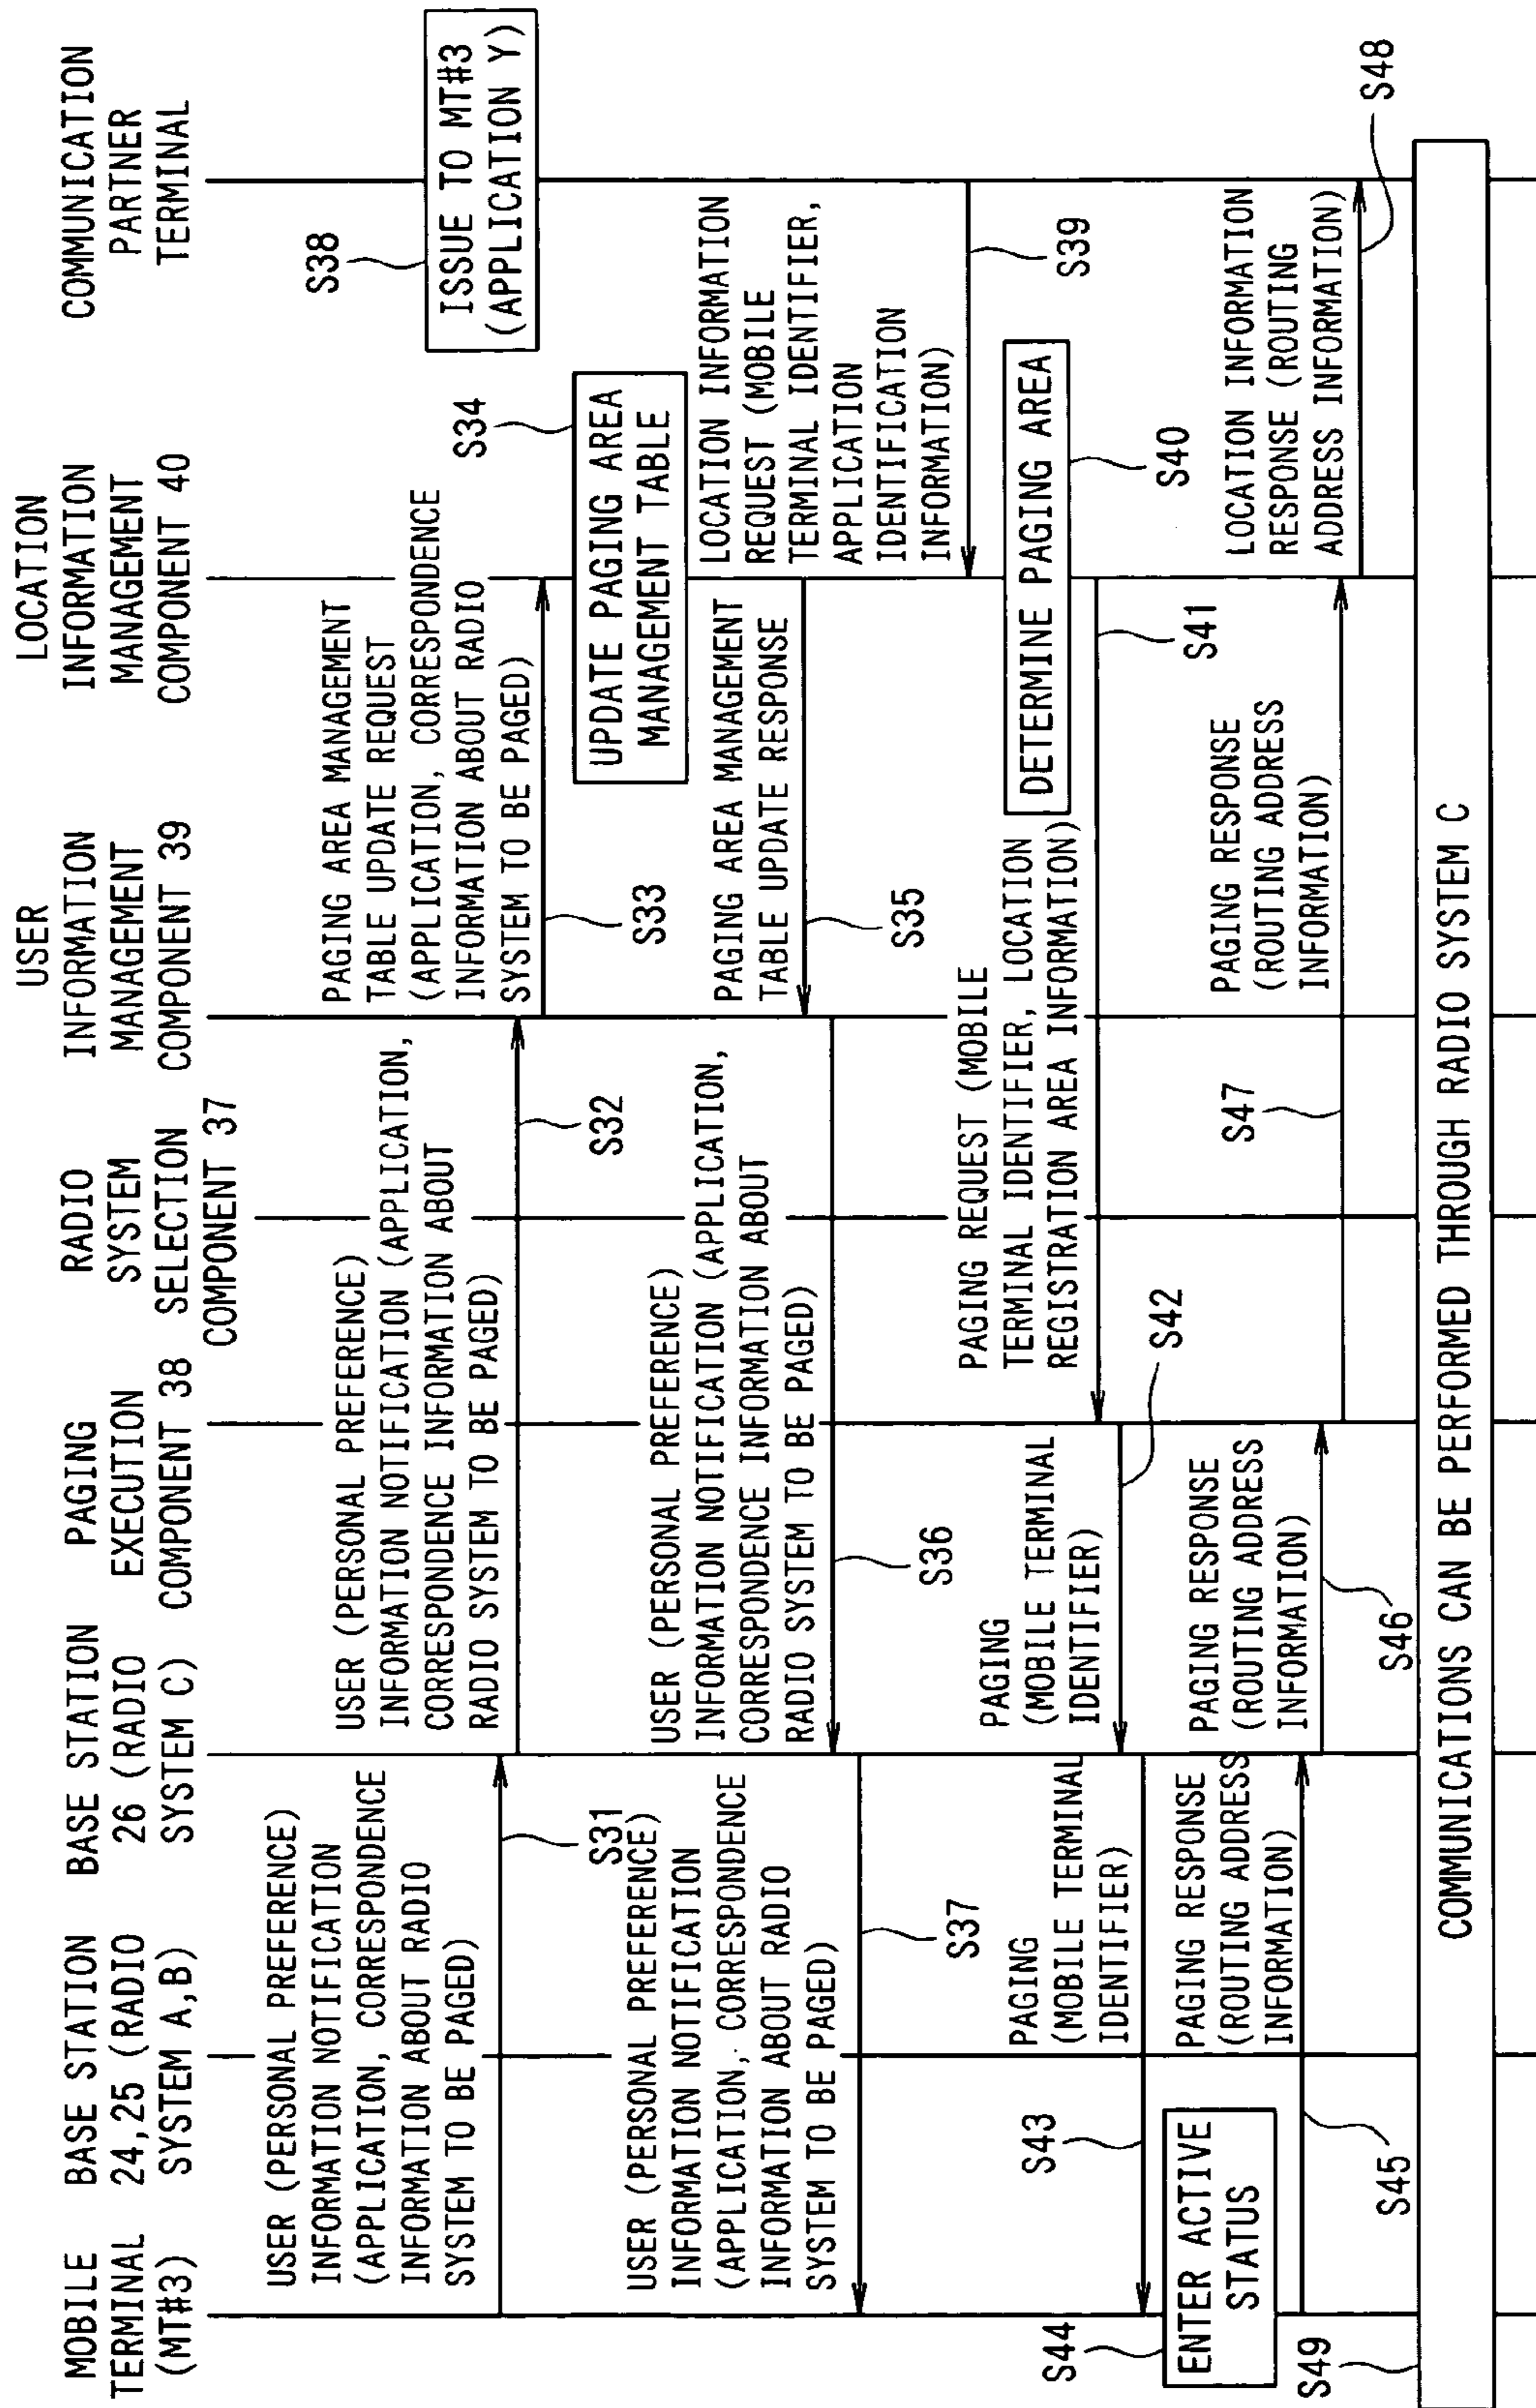 MOBILE
TERMINAL
(MT#3)
BASE STATION
24,25 (RADIO
SYSTEM A,B)
BASE STATION
26 (RADIO
SYSTEM C)
PAGING
EXECUTION
COMPONENT 38
RADIO
SYSTEM
SELECTION
COMPONENT 37
USER
INFORMATION
MANAGEMENT
COMPONENT 39
LOCATION
INFORMATION
MANAGEMENT
COMPONENT 40
COMMUNICATION
PARTNER
TERMINAL
USER (PERSONAL PREFERENCE)
INFORMATION NOTIFICATION
(APPLICATION, CORRESPONDENCE
INFORMATION ABOUT RADIO
SYSTEM TO BE PAGED)
S31
USER (PERSONAL PREFERENCE)
INFORMATION NOTIFICATION (APPLICATION,
CORRESPONDENCE INFORMATION ABOUT
RADIO SYSTEM TO BE PAGED)
S32
PAGING AREA MANAGEMENT
TABLE UPDATE REQUEST
(APPLICATION, CORRESPONDENCE
INFORMATION ABOUT RADIO
SYSTEM TO BE PAGED)
S33
S34
UPDATE PAGING AREA
MANAGEMENT TABLE
PAGING AREA MANAGEMENT
TABLE UPDATE RESPONSE
S35
USER (PERSONAL PREFERENCE)
INFORMATION NOTIFICATION (APPLICATION,
CORRESPONDENCE INFORMATION ABOUT
RADIO SYSTEM TO BE PAGED)
S36
USER (PERSONAL PREFERENCE)
INFORMATION NOTIFICATION
(APPLICATION, CORRESPONDENCE
INFORMATION ABOUT RADIO
SYSTEM TO BE PAGED)
S37
S38
ISSUE TO MT#3
(APPLICATION Y)
LOCATION INFORMATION
REQUEST (MOBILE
TERMINAL IDENTIFIER,
APPLICATION
IDENTIFICATION
INFORMATION)
S39
DETERMINE PAGING AREA
S40
PAGING REQUEST (MOBILE
TERMINAL IDENTIFIER, LOCATION
REGISTRATION AREA INFORMATION)
S41
PAGING
(MOBILE TERMINAL
IDENTIFIER)
S42
PAGING
(MOBILE TERMINAL
IDENTIFIER)
S43
S44
ENTER ACTIVE
STATUS
PAGING RESPONSE
(ROUTING ADDRESS
INFORMATION)
S45
PAGING RESPONSE
(ROUTING ADDRESS
INFORMATION)
S46
PAGING RESPONSE
(ROUTING ADDRESS
INFORMATION)
S47
LOCATION INFORMATION
RESPONSE (ROUTING
ADDRESS INFORMATION)
S48
S49
COMMUNICATIONS CAN BE PERFORMED THROUGH RADIO SYSTEM C